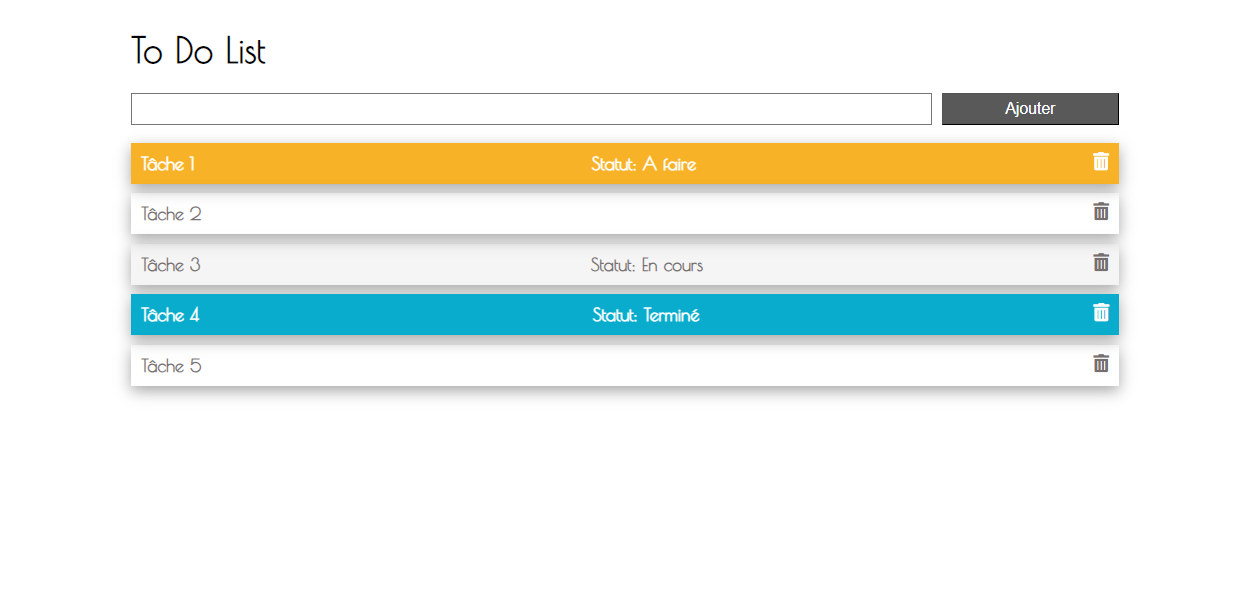 To Do List
Ajouter
Tâche 1 Statut: A faire
Tâche 2
Tâche 3 Statut: En cours
Tâche 4 Statut: Terminé
Tâche 5